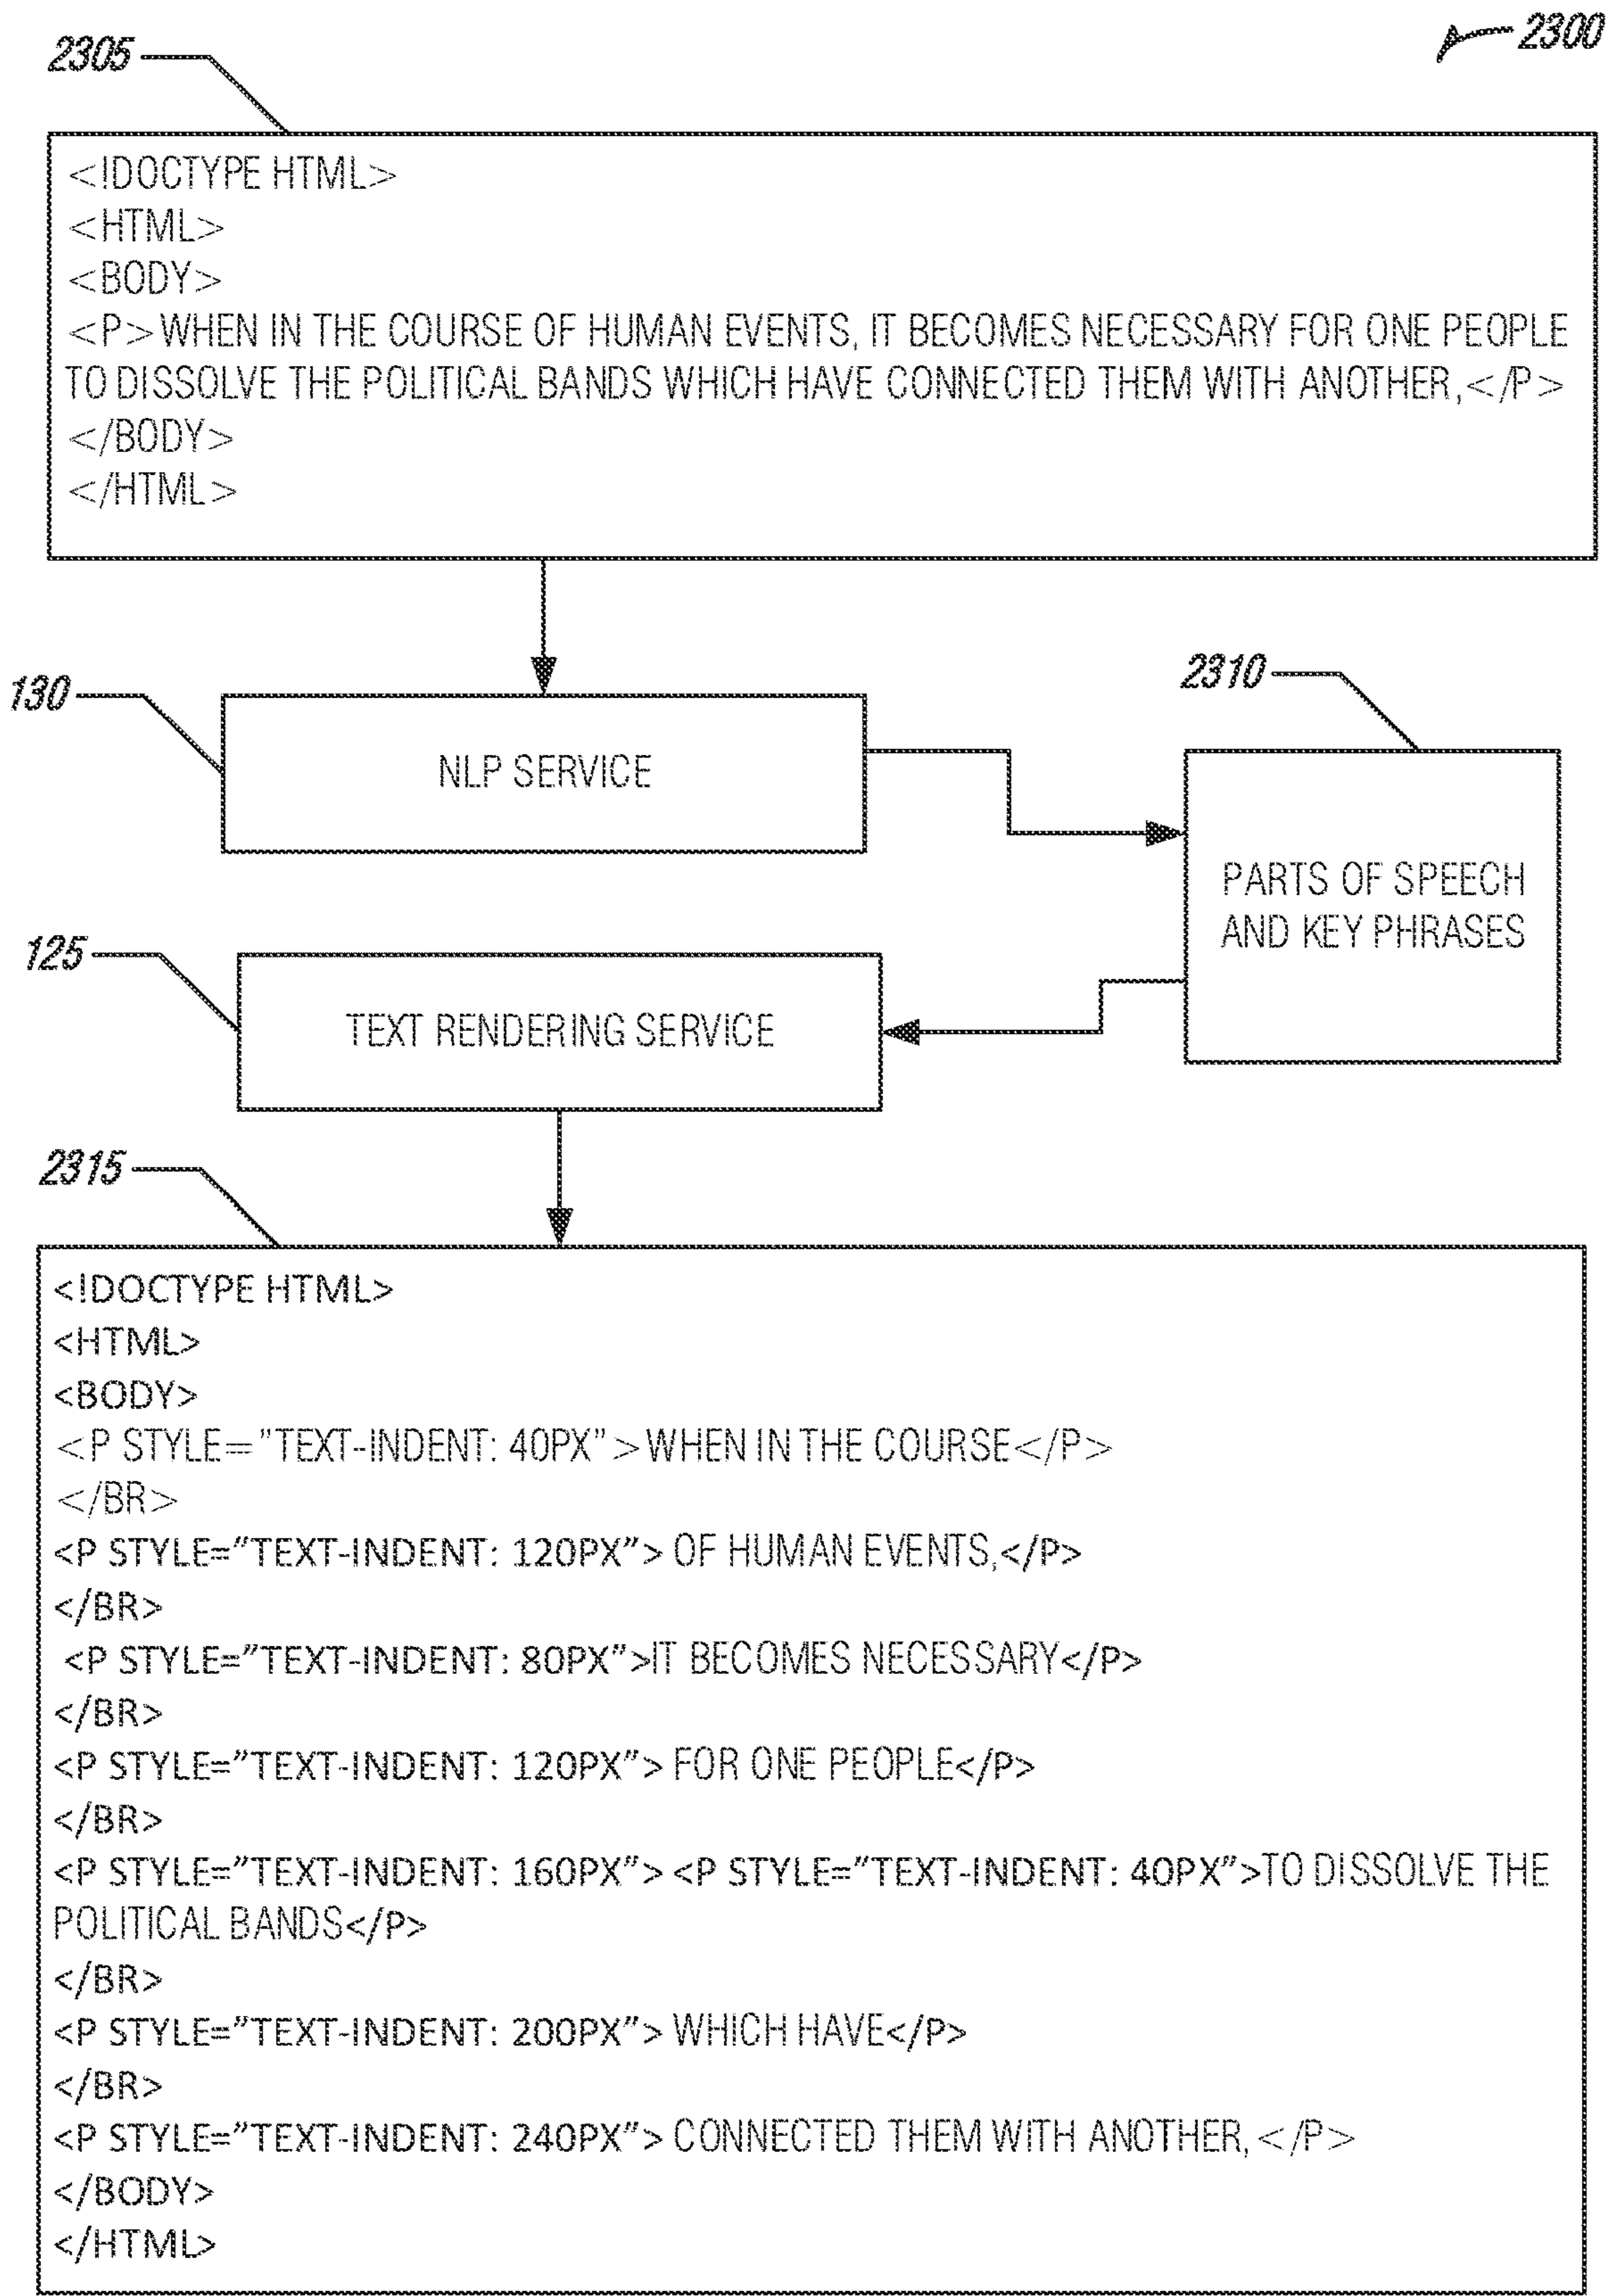 2305
2300
<!DOCTYPE HTML>
<HTML>
<BODY>
<P>WHEN IN THE COURSE OF HUMAN EVENTS, IT BECOMES NECESSARY FOR ONE PEOPLE
TO DISSOLVE THE POLITICAL BANDS WHICH HAVE CONNECTED THEM WITH ANOTHER,</P>
</BODY>
</HTML>
130
NLP SERVICE
2310
PARTS OF SPEECH
AND KEY PHRASES
125
TEXT RENDERING SERVICE
2315
<!DOCTYPE HTML>
<HTML>
<BODY>
<P STYLE="TEXT-INDENT: 40PX">WHEN IN THE COURSE</P>
</BR>
<P STYLE="TEXT-INDENT: 120PX"> OF HUMAN EVENTS,</P>
</BR>
<P STYLE="TEXT-INDENT: 80PX">IT BECOMES NECESSARY</P>
</BR>
<P STYLE="TEXT-INDENT: 120PX"> FOR ONE PEOPLE</P>
</BR>
<P STYLE="TEXT-INDENT: 160PX"> <P STYLE="TEXT-INDENT: 40PX">TO DISSOLVE THE
POLITICAL BANDS</P>
</BR>
<P STYLE="TEXT-INDENT: 200PX"> WHICH HAVE</P>
</BR>
<P STYLE="TEXT-INDENT: 240PX"> CONNECTED THEM WITH ANOTHER, </P>
</BODY>
</HTML>